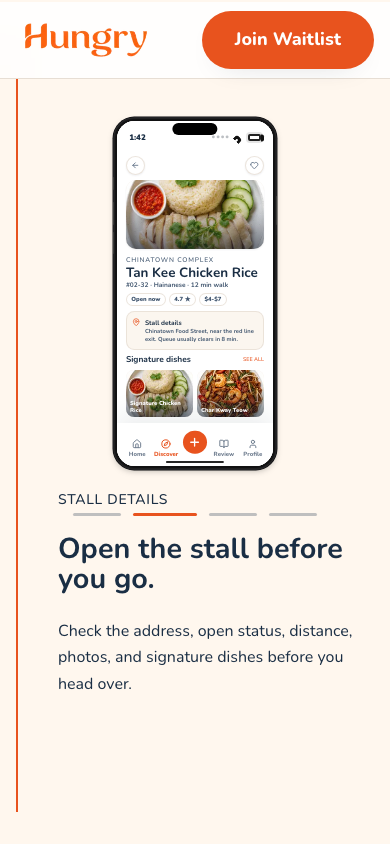 Hungry
Join Waitlist
1:42
CHINATOWN COMPLEX
Tan Kee Chicken Rice
#02-32 · Hainanese · 12 min walk
Open now
4.7 ★
$4-$7
Stall details
Chinatown Food Street, near the red line
exit. Queue usually clears in 8 min.
Signature dishes
SEE ALL
Signature Chicken
Rice
Char Kway Teow
Home
Discover
+
Review
Profile
STALL DETAILS
Open the stall before
you go.
Check the address, open status, distance,
photos, and signature dishes before you
head over.